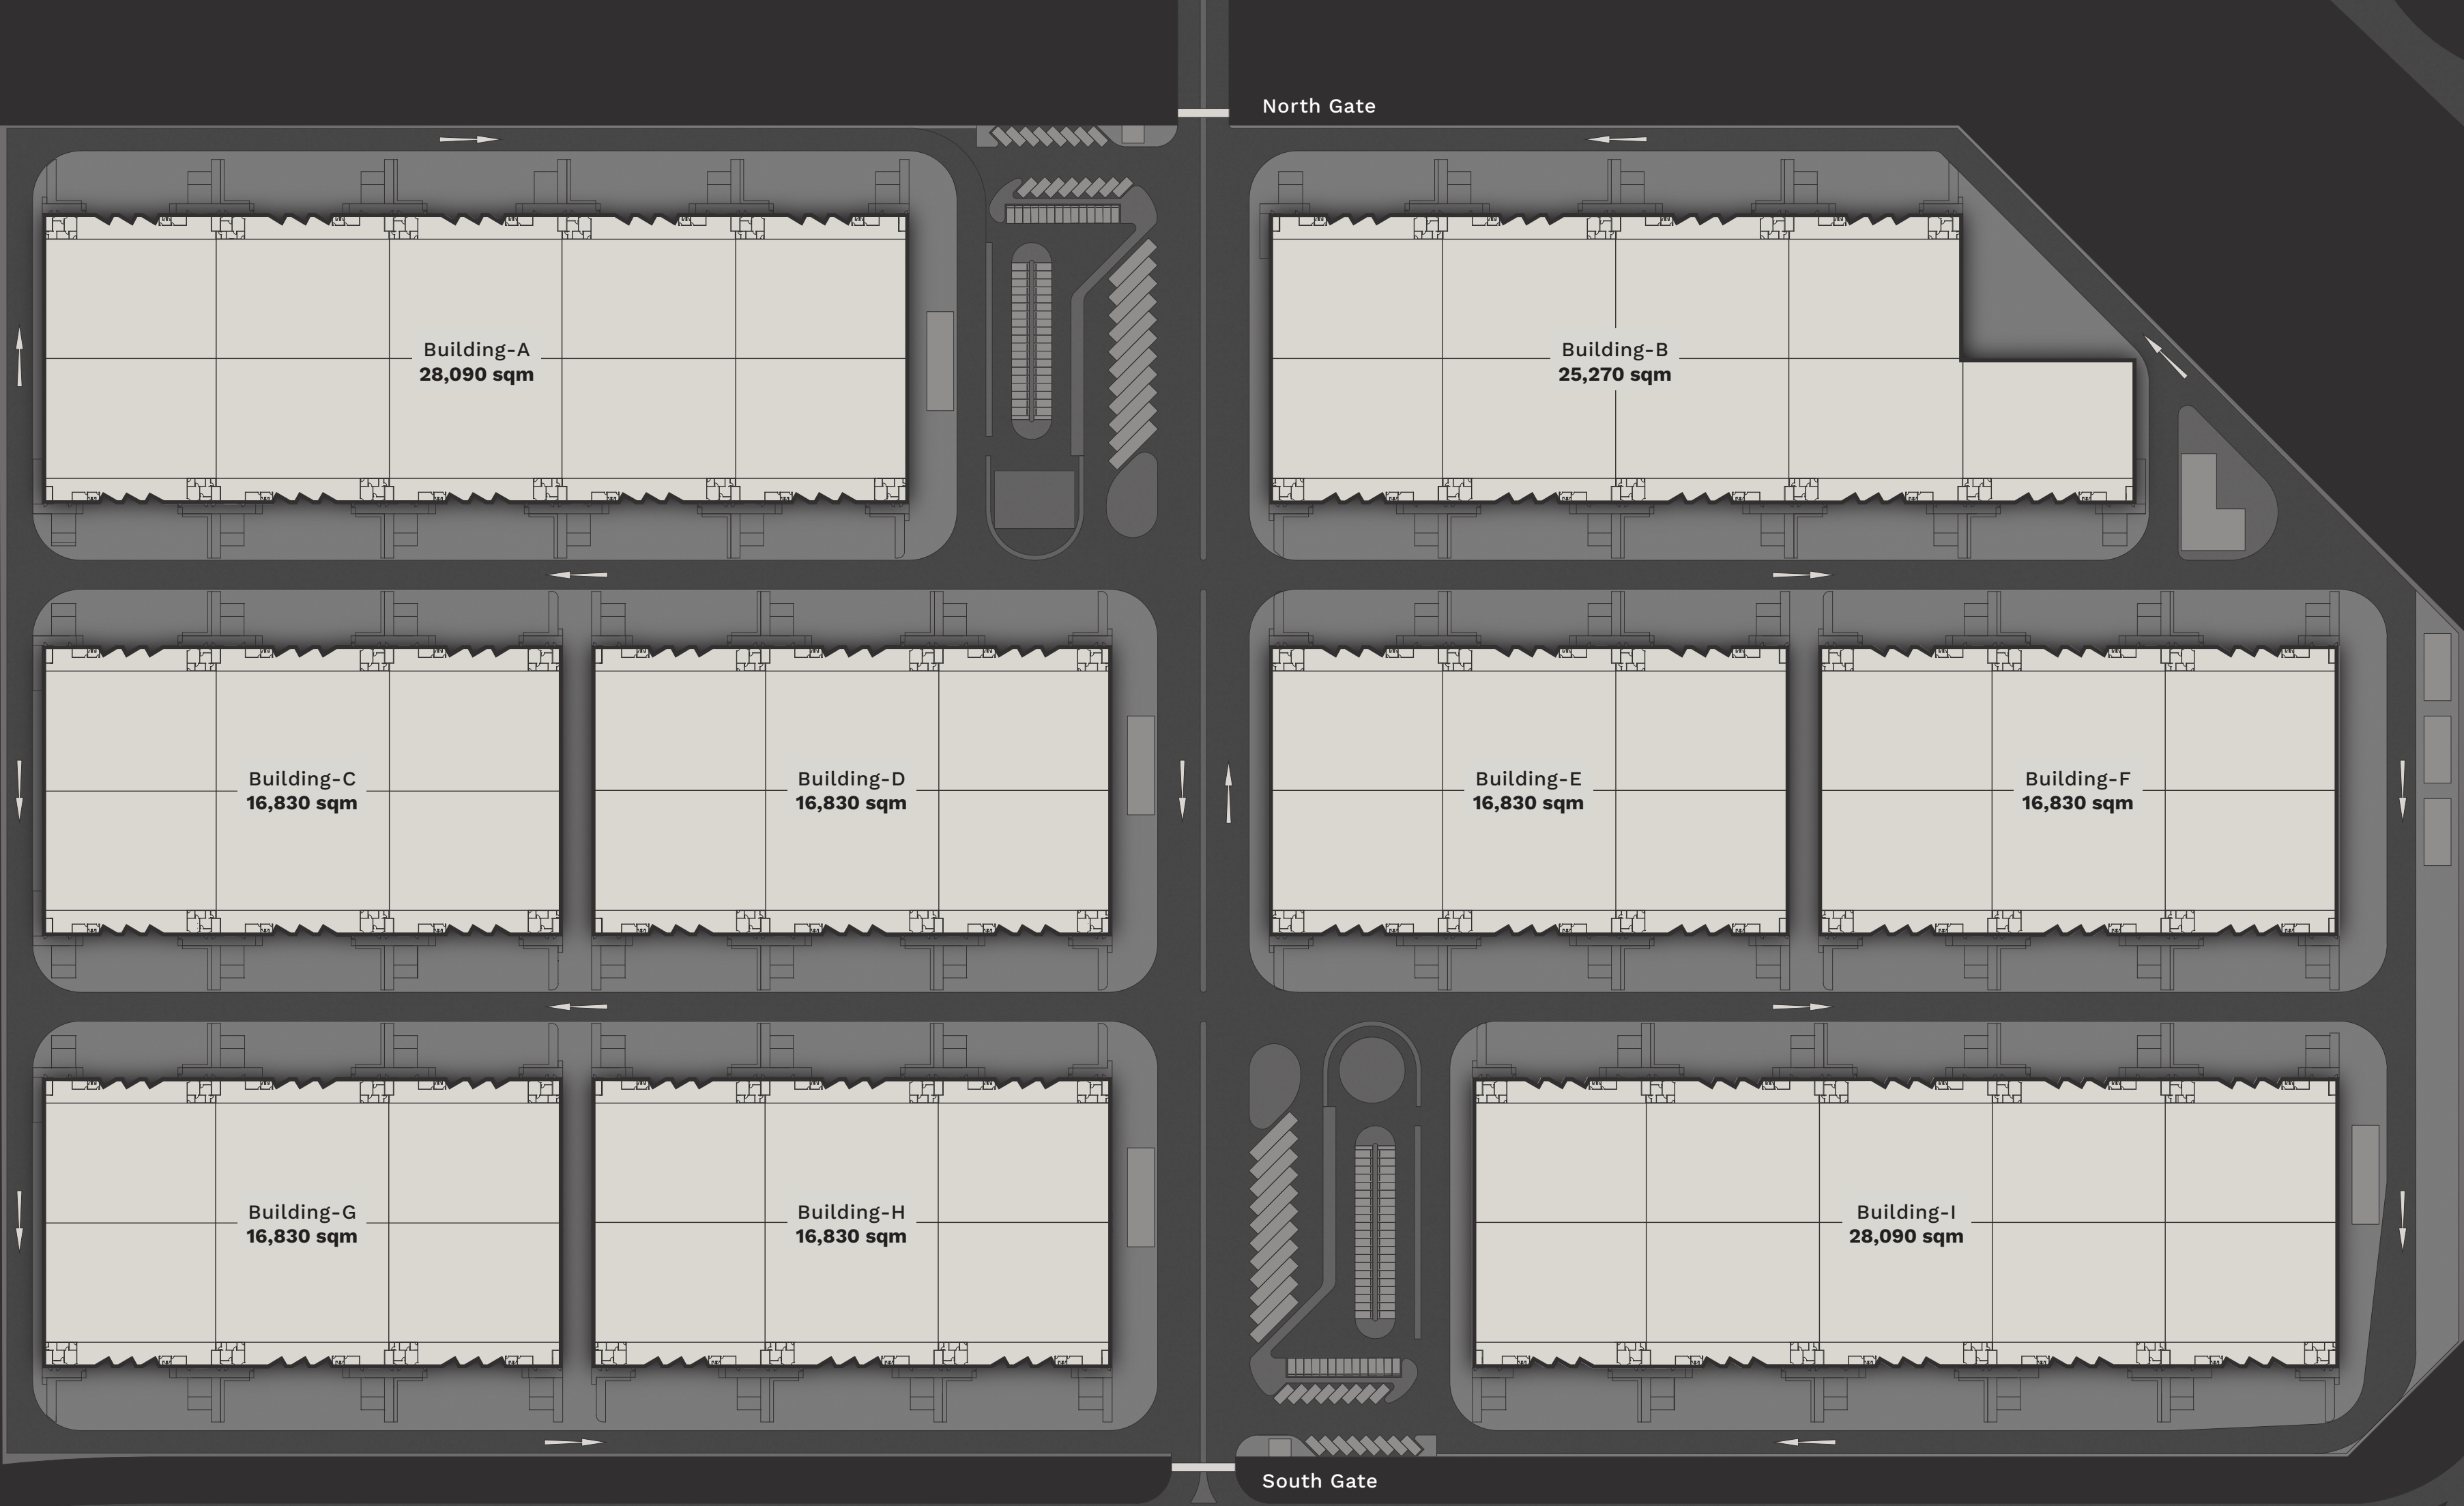 North Gate
Building-A
28,090 sqm
Building-B
25,270 sqm
Building-C
16,830 sqm
Building-D
16,830 sqm
Building-E
16,830 sqm
Building-F
16,830 sqm
Building-G
16,830 sqm
Building-H
16,830 sqm
Building-I
28,090 sqm
South Gate